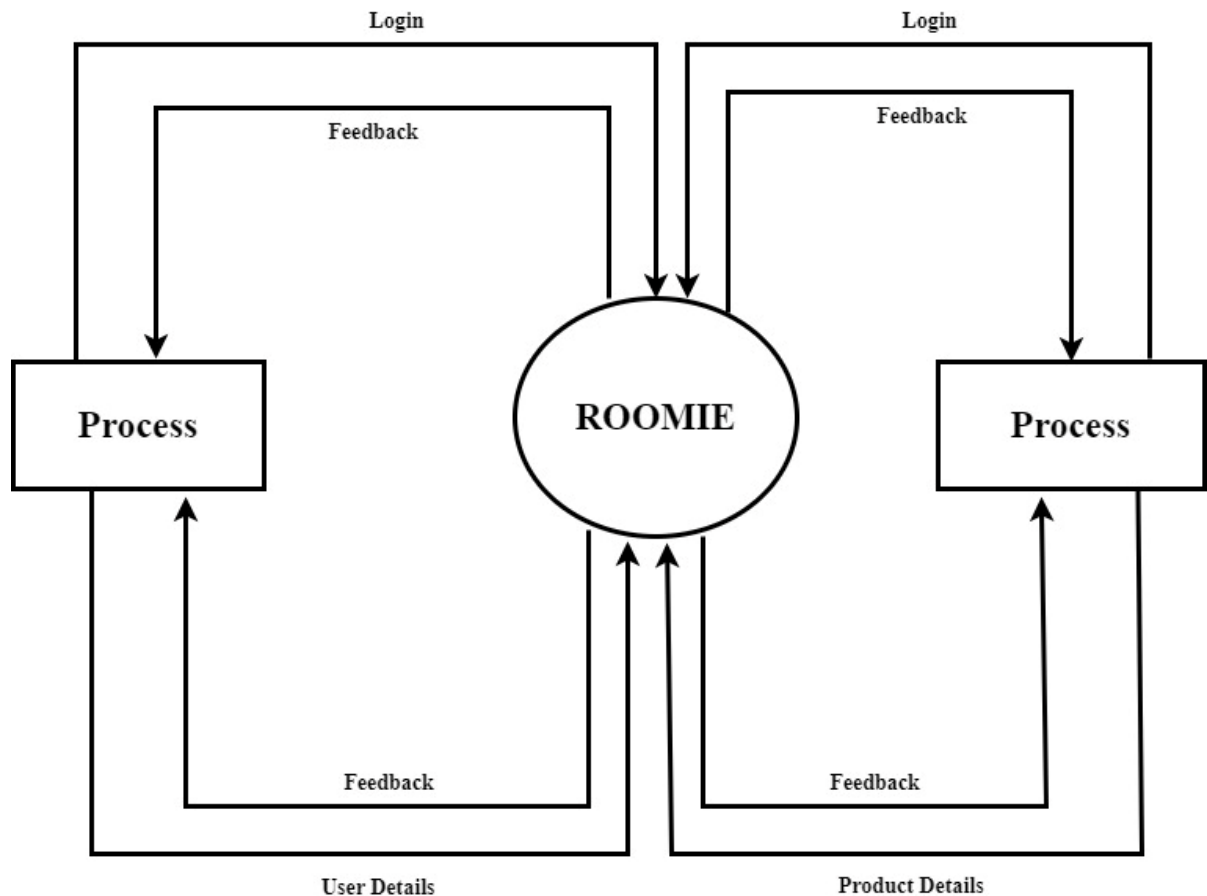 Login
Login
Feedback
Feedback
Process
ROOMIE
Process
Feedback
Feedback
User Details
Product Details